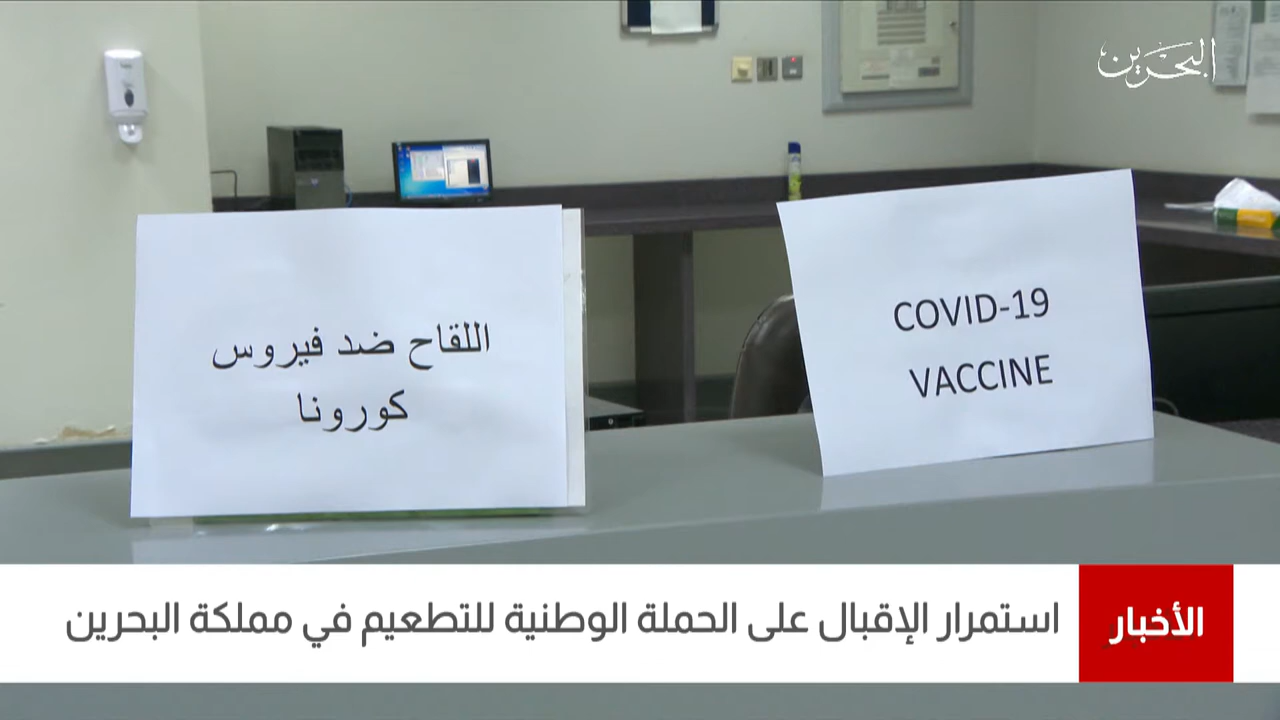 البحرين
اللقاح ضد فيروس
كورونا
COVID-19
VACCINE
الأخبار
استمرار الإقبال على الحملة الوطنية للتطعيم في مملكة البحرين